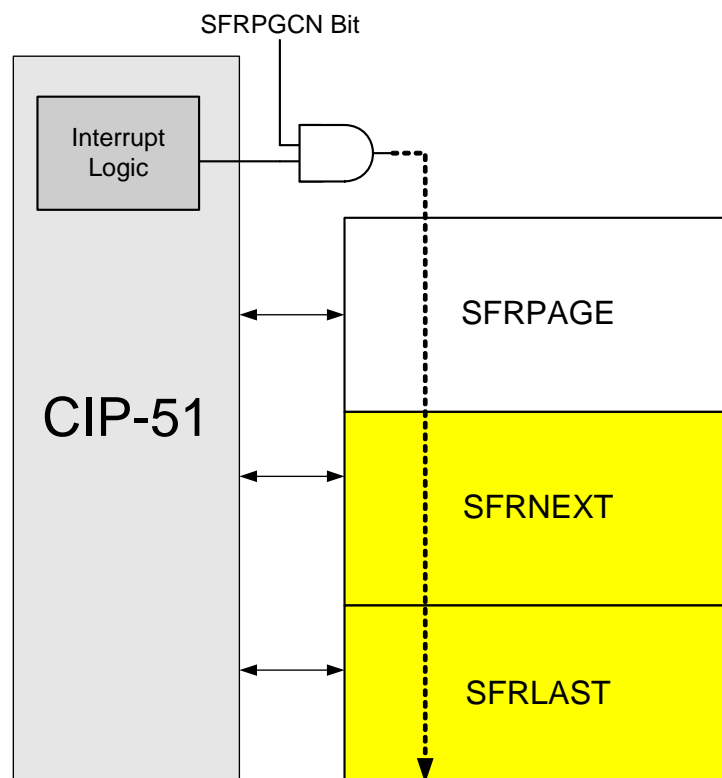 SFRPGCN Bit
Interrupt
Logic
SFRPAGE
CIP-51
SFRNEXT
SFRLAST